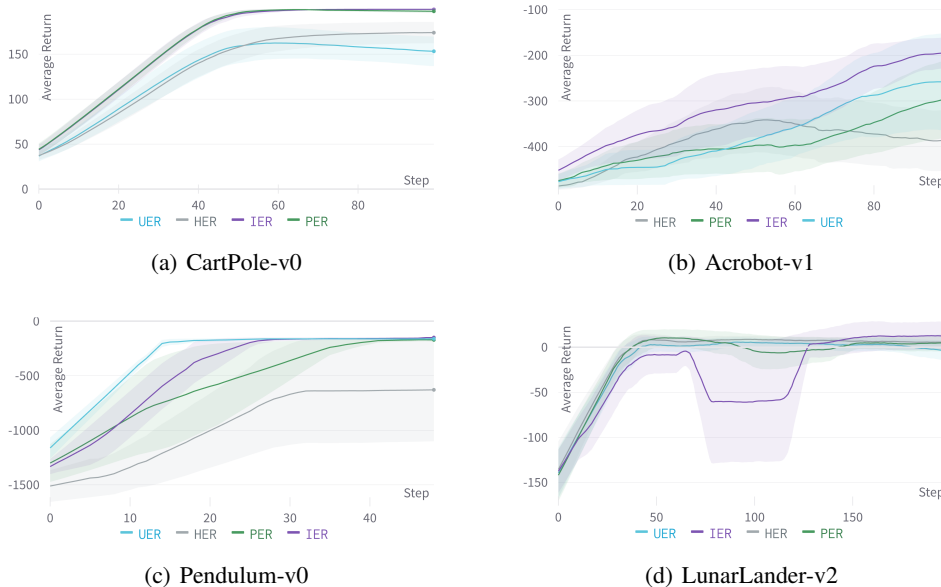 Average Return
150
100
50
0
Step
0 20 40 60 80
UER HER IER PER
(a) CartPole-v0
Average Return
-100
-200
-300
-400
Step
0 20 40 60 80
HER PER IER UER
(b) Acrobot-v1
Average Return
0
-500
-1000
-1500
Step
0 10 20 30 40
UER HER PER IER
(c) Pendulum-v0
Average Return
0
-50
-100
-150
Step
0 50 100 150
UER IER HER PER
(d) LunarLander-v2